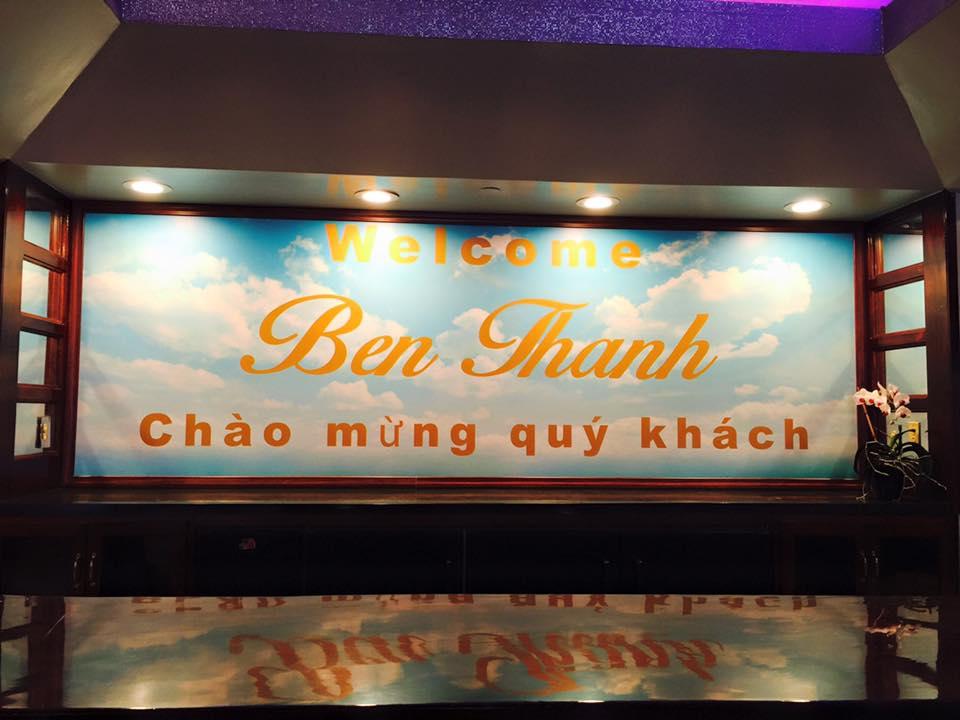 Welcome
Ben Thanh
Chào mừng quý khách